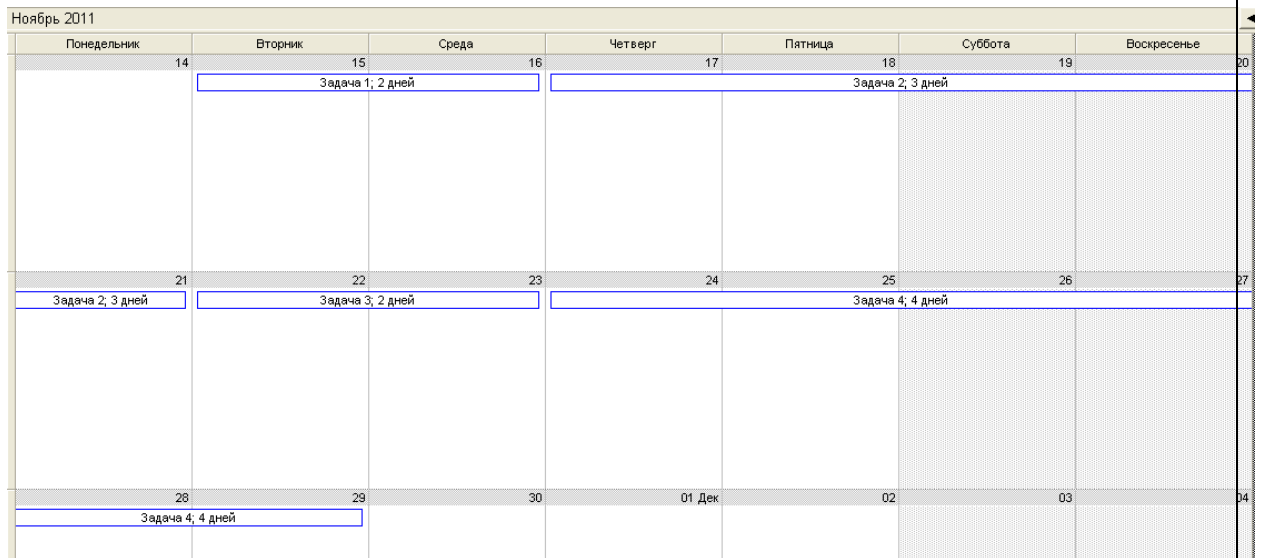 Ноябрь 2011
Понедельник Вторник Среда Четверг Пятница Суббота Воскресенье
14 15 16 17 18 19 20
Задача 1; 2 дней Задача 2; 3 дней
21 22 23 24 25 26 27
Задача 2; 3 дней Задача 3; 2 дней Задача 4; 4 дней
28 29 30 01 Дек 02 03 04
Задача 4; 4 дней